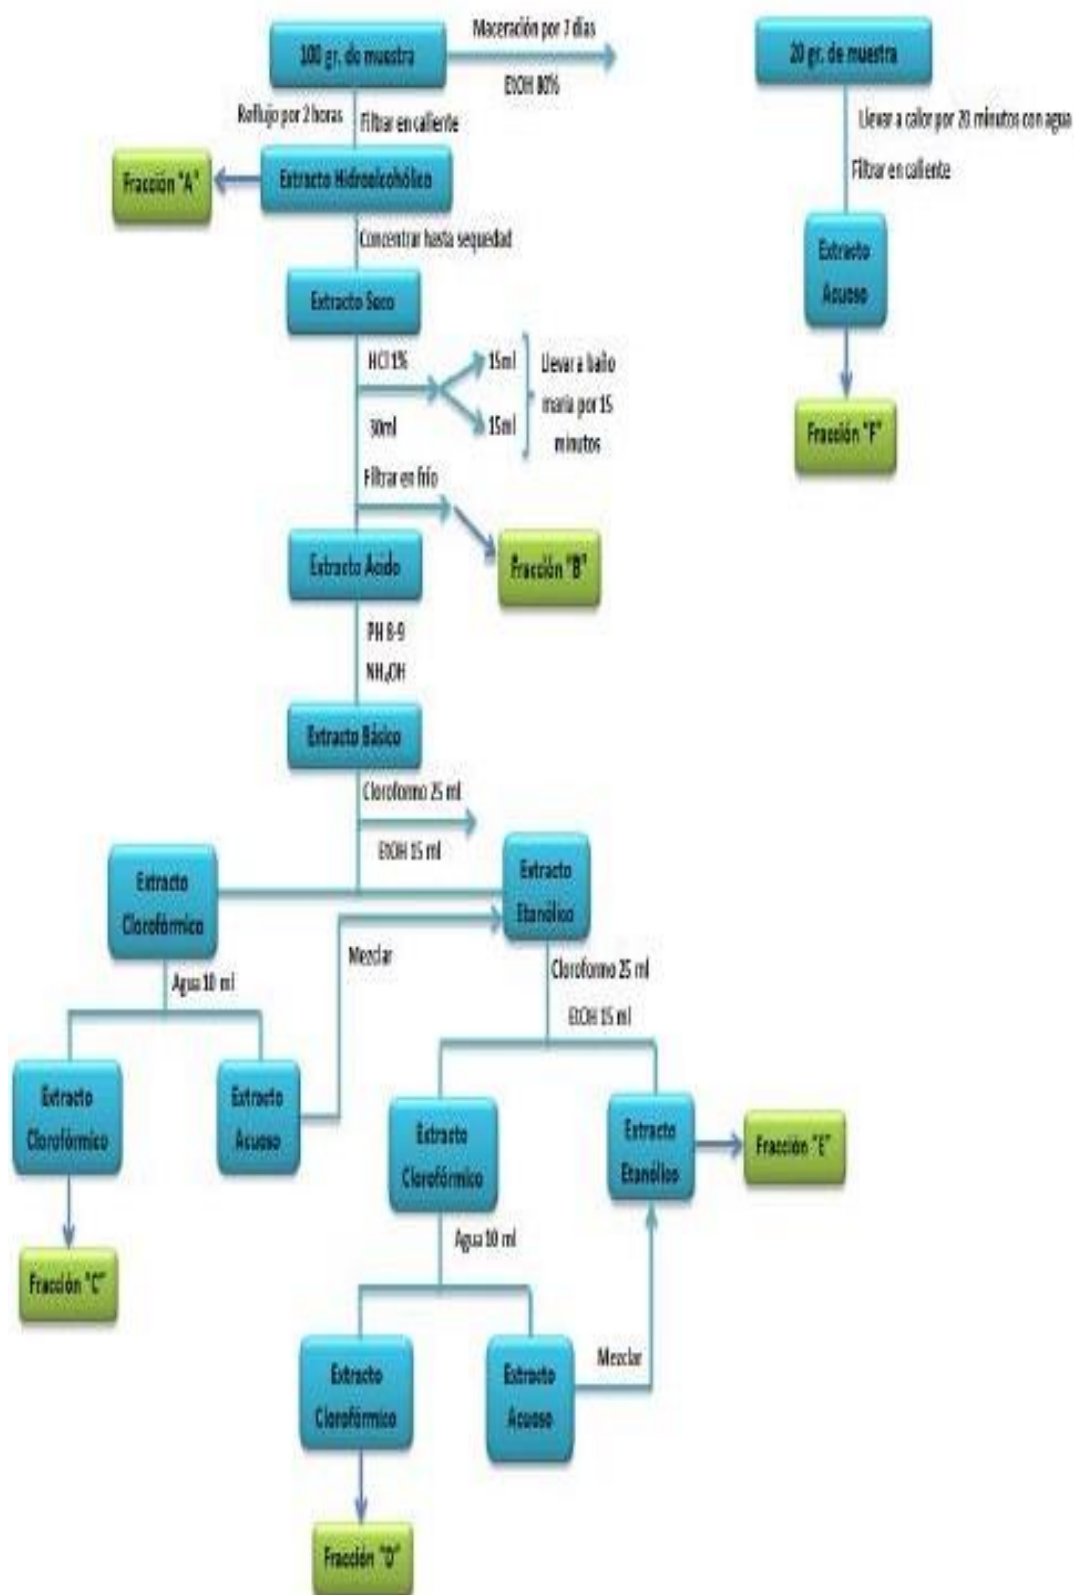 100 gr. de muestra
Maceración por 7 días
EtOH 80%
Reflujo por 2 horas
Filtrar en caliente
Fracción "A"
Extracto Hidroalcohólico
Concentrar hasta sequedad
Extracto Seco
HCl 1%
30ml
15ml
15ml
Llevar a baño
maria por 15
minutos
Filtrar en frío
Extracto Acido
Fracción "B"
PH 8-9
NH₄OH
Extracto Básico
Cloroformo 25 ml
EtOH 15 ml
Extracto
Clorofórmico
Extracto
Etanólico
Agua 10 ml
Mezclar
Extracto
Clorofórmico
Extracto
Acuoso
Fracción "C"
Cloroformo 25 ml
EtOH 15 ml
Extracto
Clorofórmico
Extracto
Etanólico
Fracción "E"
Agua 10 ml
Extracto
Clorofórmico
Extracto
Acuoso
Mezclar
Fracción "D"
20 gr. de muestra
Llevar a calor por 20 minutos con agua
Filtrar en caliente
Extracto
Acuoso
Fracción "F"